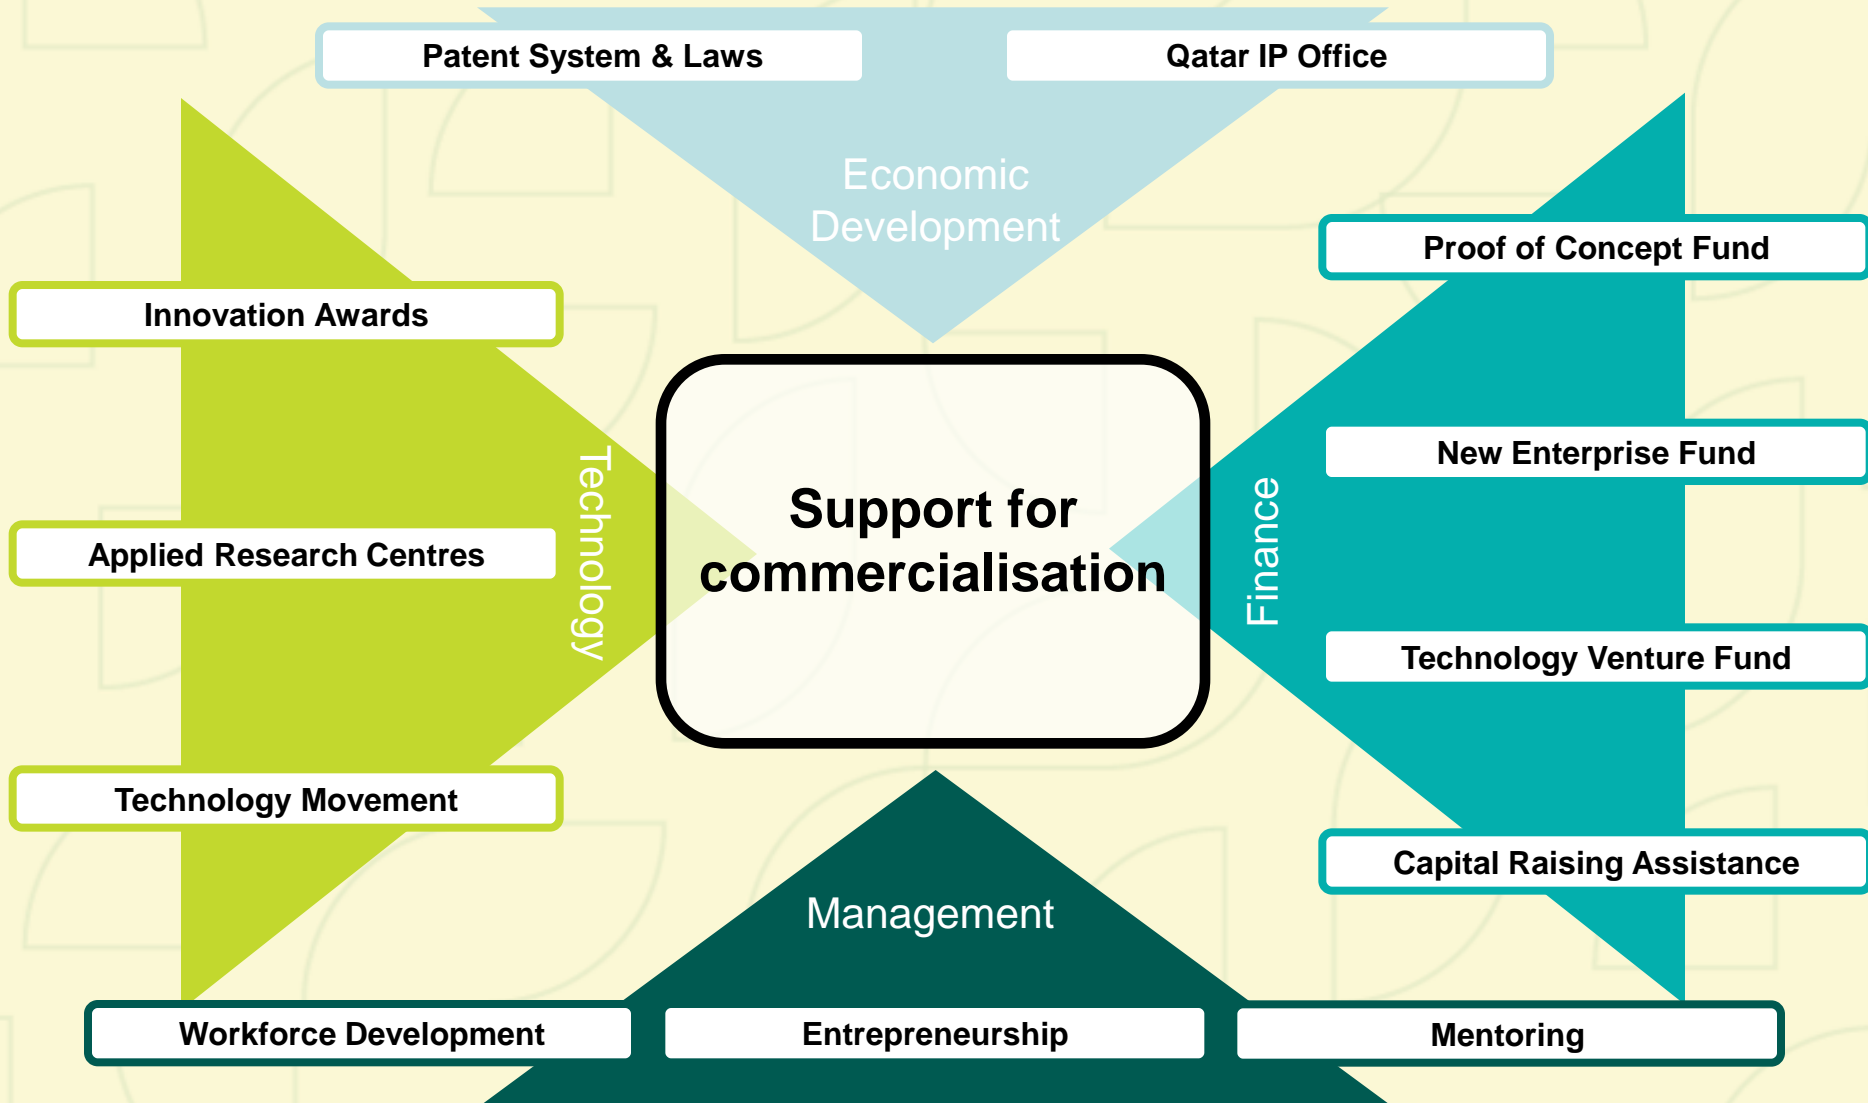 Patent System & Laws
Qatar IP Office
Economic
Development
Innovation Awards
Applied Research Centres
Technology Movement
Technology
Support for
commercialisation
Finance
Proof of Concept Fund
New Enterprise Fund
Technology Venture Fund
Capital Raising Assistance
Management
Workforce Development
Entrepreneurship
Mentoring